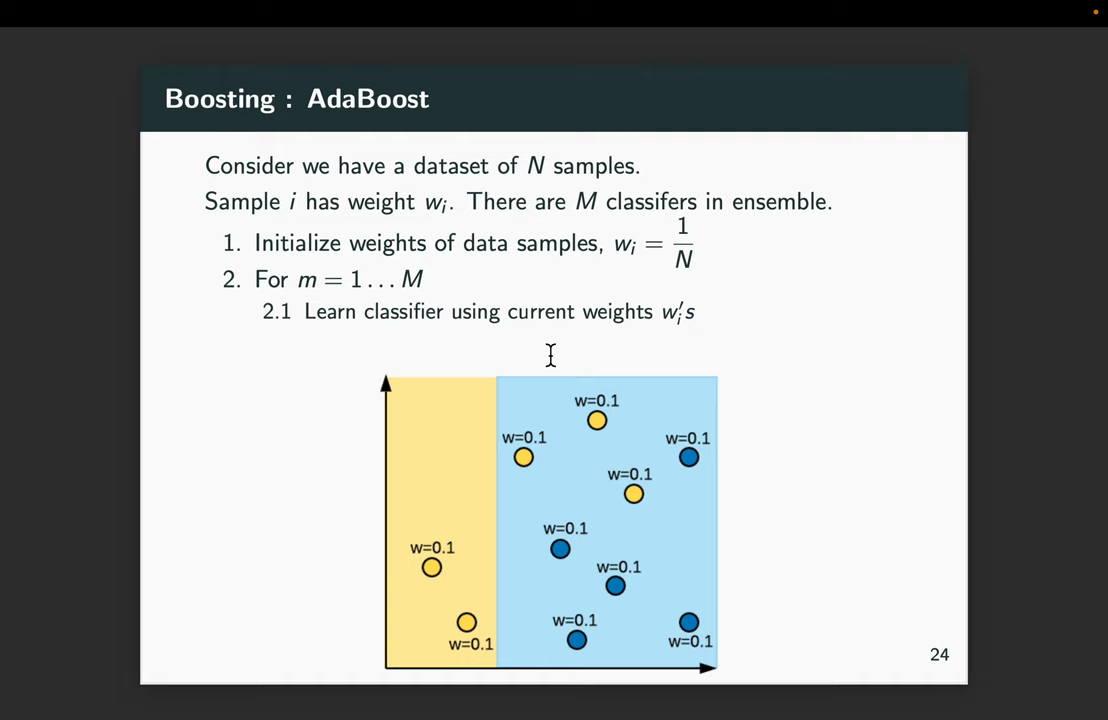 Boosting : AdaBoost
Consider we have a dataset of N samples.
Sample i has weight wᵢ. There are M classifers in ensemble.
1. Initialize weights of data samples, wᵢ = 1/N
2. For m = 1 . . . M
2.1 Learn classifier using current weights wᵢ′s
w=0.1
w=0.1
w=0.1
w=0.1
w=0.1
w=0.1
w=0.1
w=0.1
w=0.1
w=0.1
24